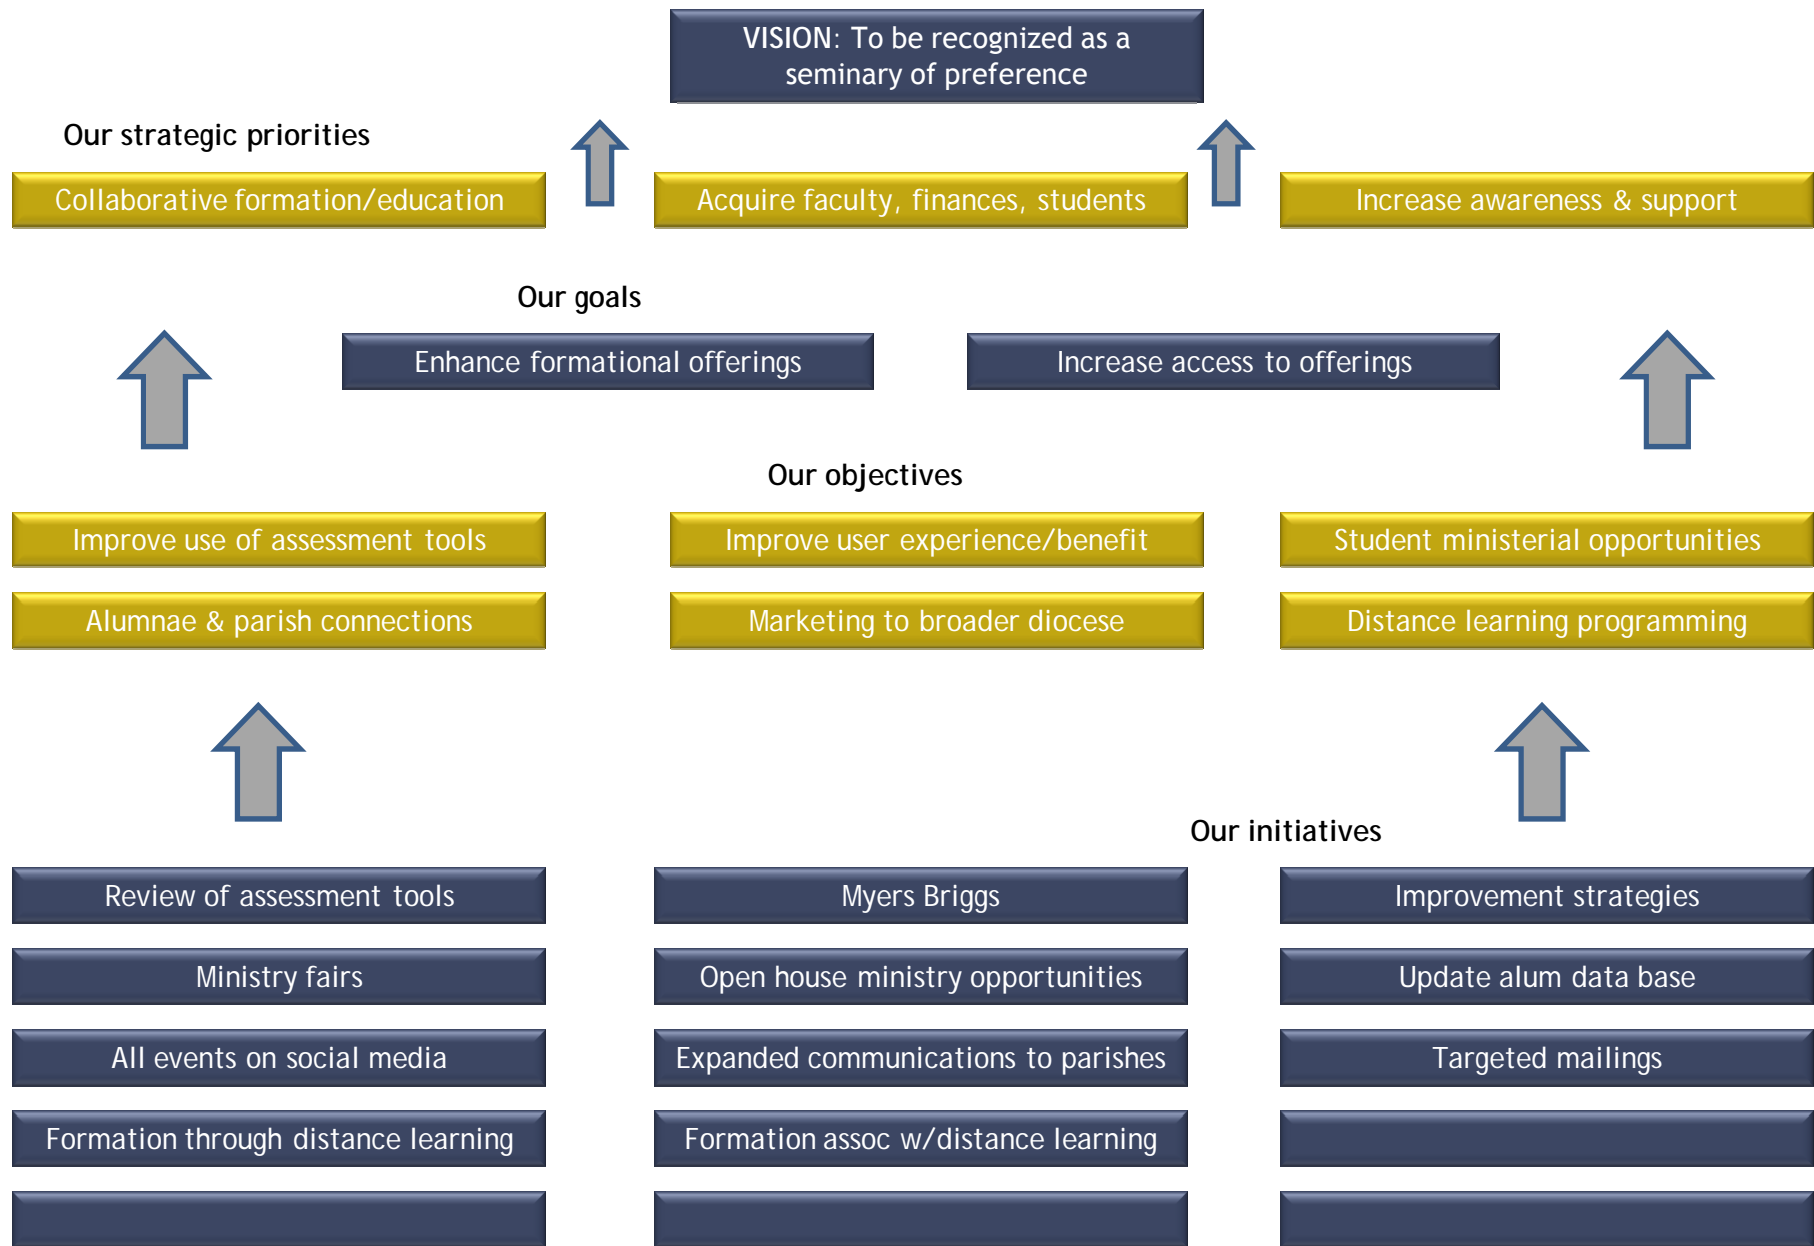 VISION: To be recognized as a
seminary of preference
Our strategic priorities
Collaborative formation/education
Acquire faculty, finances, students
Increase awareness & support
Our goals
Enhance formational offerings
Increase access to offerings
Our objectives
Improve use of assessment tools
Improve user experience/benefit
Student ministerial opportunities
Alumnae & parish connections
Marketing to broader diocese
Distance learning programming
Our initiatives
Review of assessment tools
Myers Briggs
Improvement strategies
Ministry fairs
Open house ministry opportunities
Update alum data base
All events on social media
Expanded communications to parishes
Targeted mailings
Formation through distance learning
Formation assoc w/distance learning